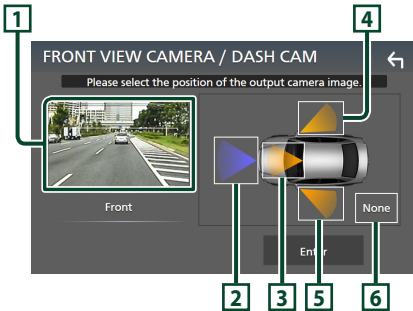 1
4
FRONT VIEW CAMERA / DASH CAM
Please select the position of the output camera image.
Front
None
Enter
2
3
5
6